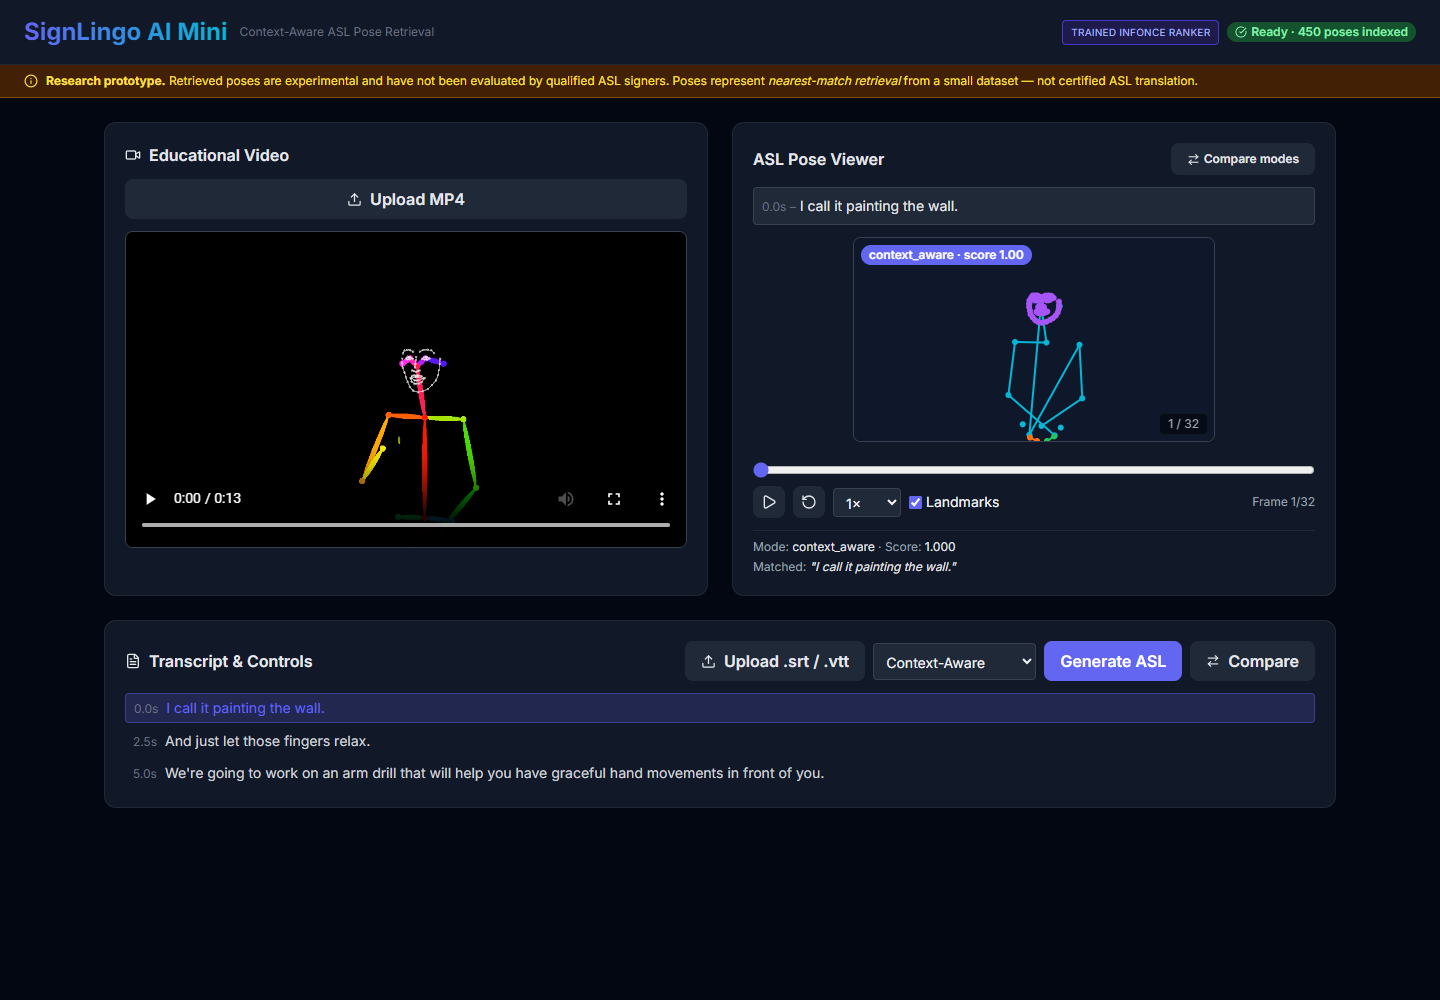 SignLingo AI Mini Context-Aware ASL Pose Retrieval TRAINED INFONCE RANKER Ready · 450 poses indexed
Research prototype. Retrieved poses are experimental and have not been evaluated by qualified ASL signers. Poses represent nearest-match retrieval from a small dataset — not certified ASL translation.
Educational Video
Upload MP4
0:00 / 0:13
ASL Pose Viewer Compare modes
0.0s – I call it painting the wall.
context_aware · score 1.00
1 / 32
1× Landmarks Frame 1/32
Mode: context_aware · Score: 1.000
Matched: "I call it painting the wall."
Transcript & Controls Upload .srt / .vtt Context-Aware Generate ASL Compare
0.0s I call it painting the wall.
2.5s And just let those fingers relax.
5.0s We're going to work on an arm drill that will help you have graceful hand movements in front of you.